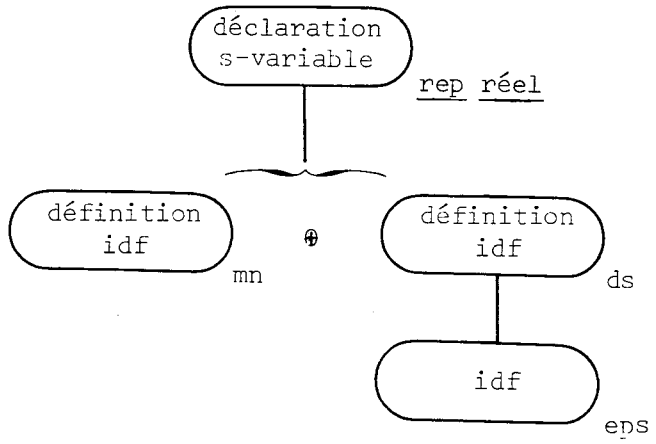 déclaration
s-variable
rep réel
définition
idf
mn
⊕
définition
idf
ds
idf
eps